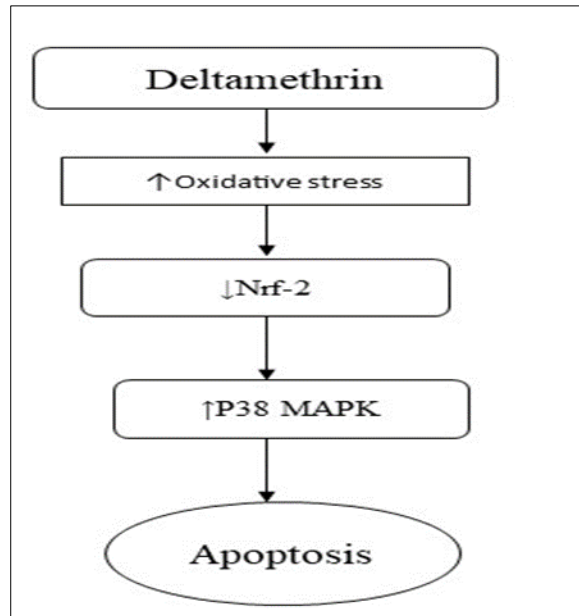 Deltamethrin
↑Oxidative stress
↓Nrf-2
↑P38 MAPK
Apoptosis